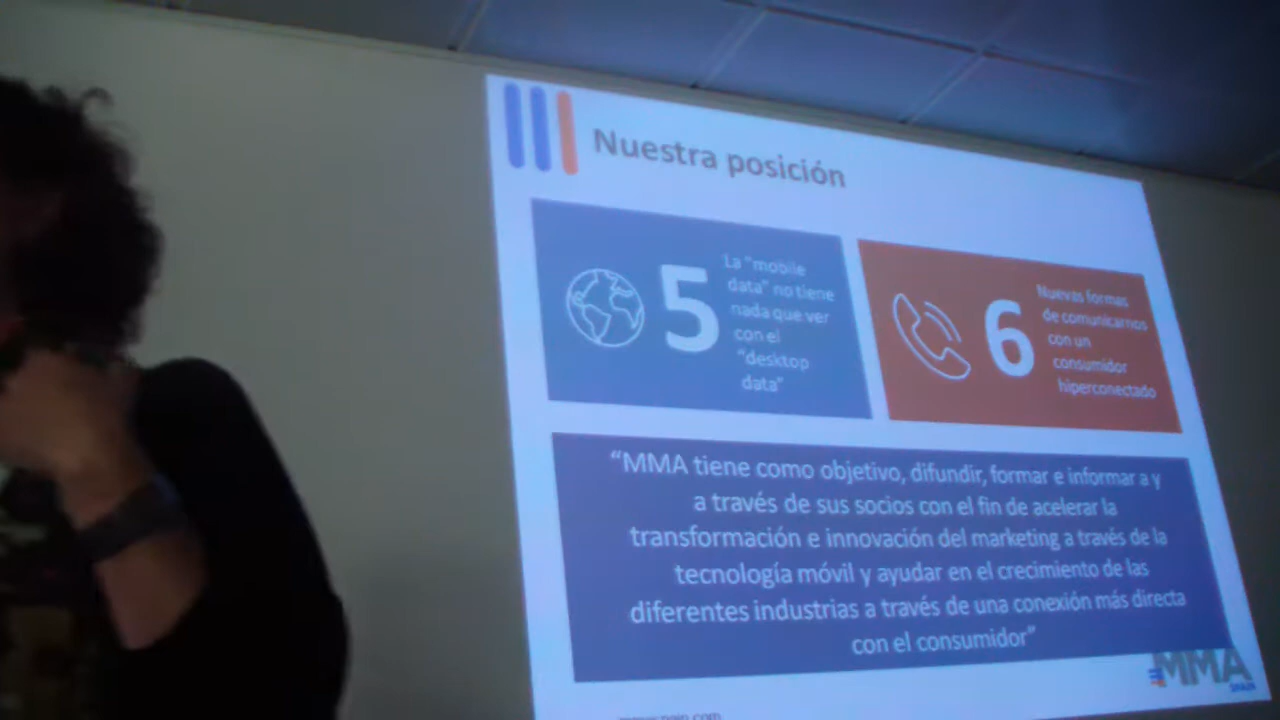 Nuestra posición
5
La "mobile
data" no tiene
nada que ver
con el
"desktop
data"
6
Nuevas formas
de comunicarnos
con un
consumidor
hiperconectado
“MMA tiene como objetivo, difundir, formar e informar a y
a través de sus socios con el fin de acelerar la
transformación e innovación del marketing a través de la
tecnología móvil y ayudar en el crecimiento de las
diferentes industrias a través de una conexión más directa
con el consumidor”
MMA
SPAIN